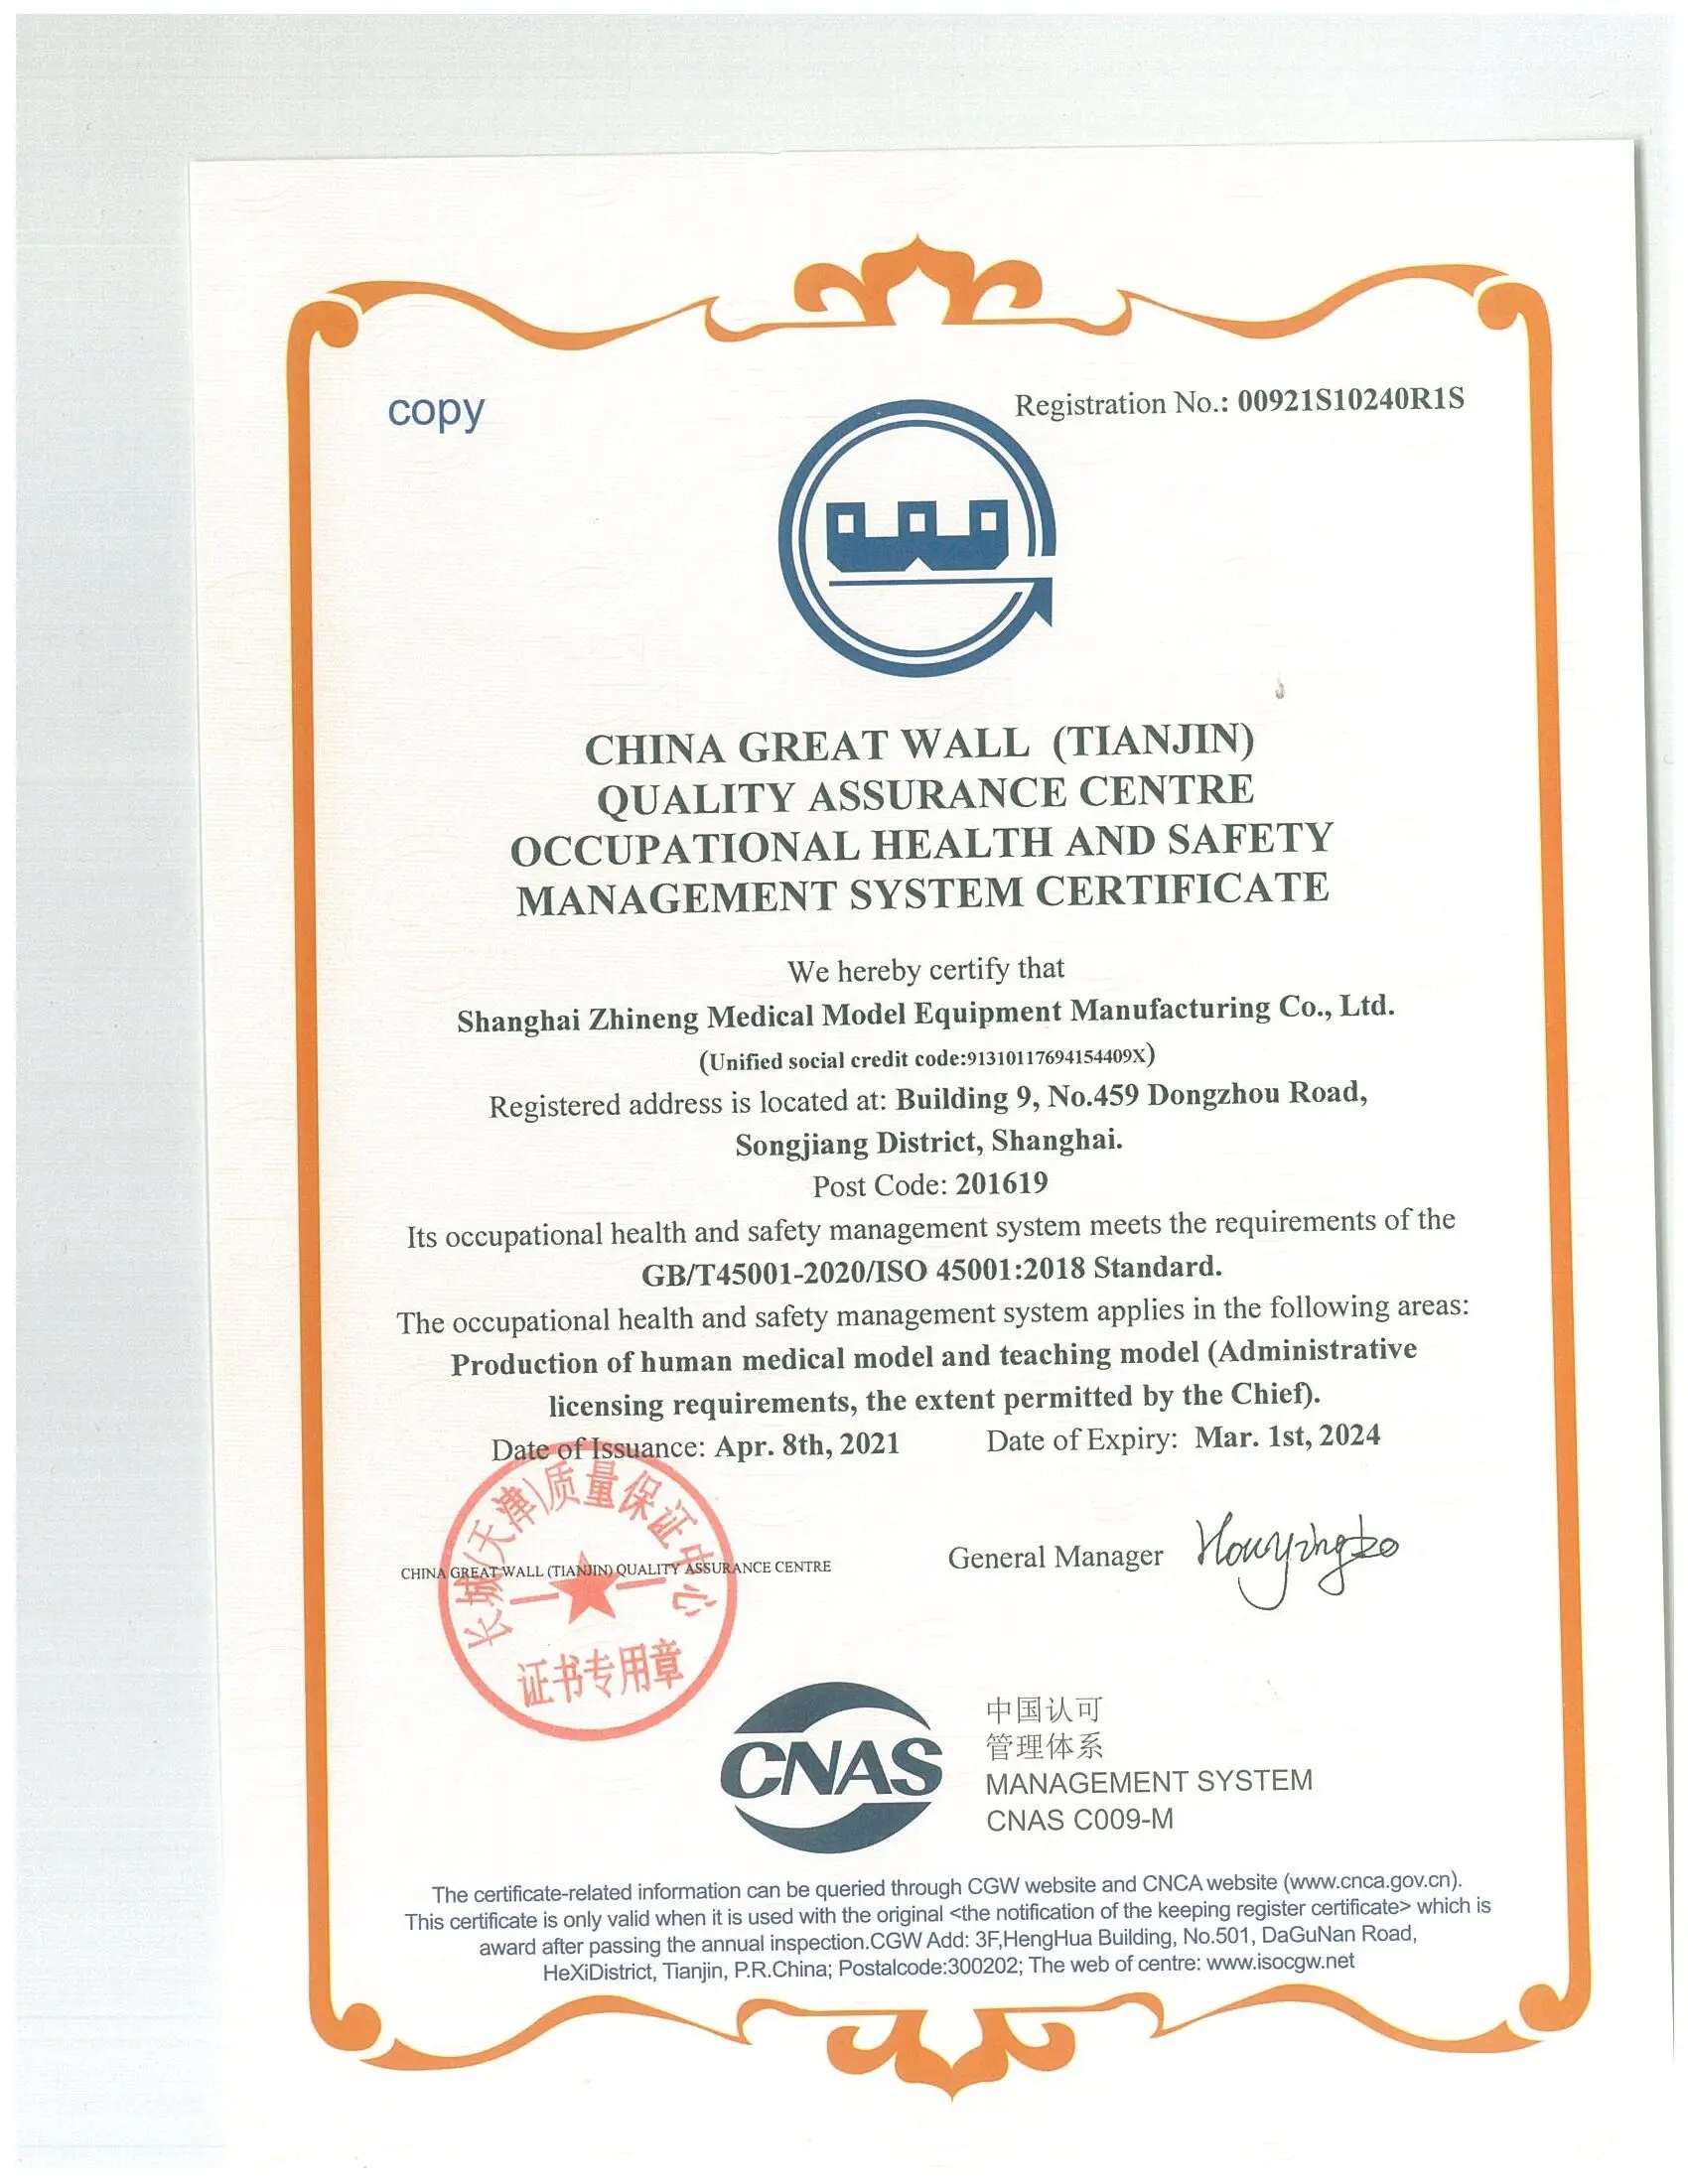 copy
Registration No.: 00921S10240R1S
CHINA GREAT WALL (TIANJIN)
QUALITY ASSURANCE CENTRE
OCCUPATIONAL HEALTH AND SAFETY
MANAGEMENT SYSTEM CERTIFICATE
We hereby certify that
Shanghai Zhineng Medical Model Equipment Manufacturing Co., Ltd.
(Unified social credit code:91310117694154409X)
Registered address is located at: Building 9, No.459 Dongzhou Road,
Songjiang District, Shanghai.
Post Code: 201619
Its occupational health and safety management system meets the requirements of the
GB/T45001-2020/ISO 45001:2018 Standard.
The occupational health and safety management system applies in the following areas:
Production of human medical model and teaching model (Administrative
licensing requirements, the extent permitted by the Chief).
Date of Issuance: Apr. 8th, 2021 Date of Expiry: Mar. 1st, 2024
长城(天津)质量保证中心
CHINA GREAT WALL (TIANJIN) QUALITY ASSURANCE CENTRE
General Manager
证书专用章
CNAS
中国认可
管理体系
MANAGEMENT SYSTEM
CNAS C009-M
The certificate-related information can be queried through CGW website and CNCA website (www.cnca.gov.cn).
This certificate is only valid when it is used with the original <the notification of the keeping register certificate> which is
award after passing the annual inspection.CGW Add: 3F,HengHua Building, No.501, DaGuNan Road,
HeXiDistrict, Tianjin, P.R.China; Postalcode:300202; The web of centre: www.isocgw.net